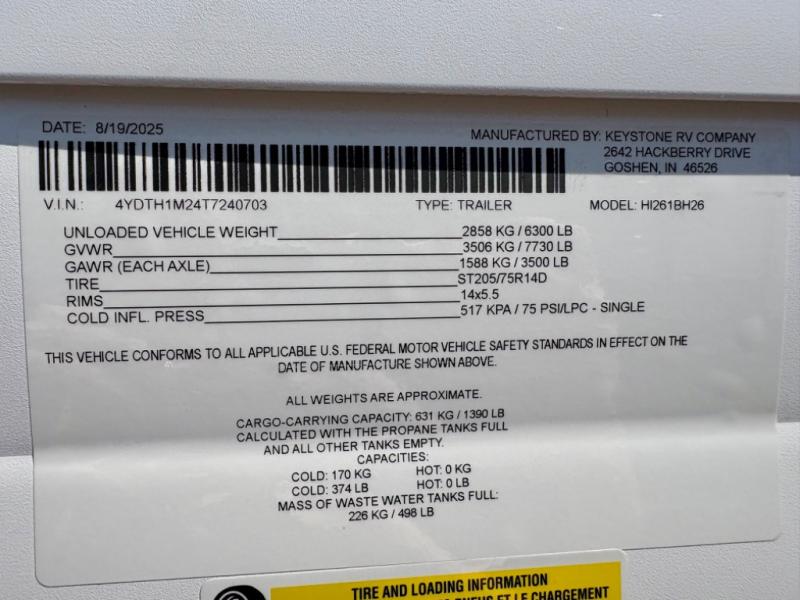 DATE: 8/19/2025
MANUFACTURED BY: KEYSTONE RV COMPANY
2642 HACKBERRY DRIVE
GOSHEN, IN 46526
V.I.N.: 4YDTH1M24T7240703 TYPE: TRAILER MODEL: HI261BH26
UNLOADED VEHICLE WEIGHT 2858 KG / 6300 LB
GVWR 3506 KG / 7730 LB
GAWR (EACH AXLE) 1588 KG / 3500 LB
TIRE ST205/75R14D
RIMS 14x5.5
COLD INFL. PRESS 517 KPA / 75 PSI/LPC - SINGLE
THIS VEHICLE CONFORMS TO ALL APPLICABLE U.S. FEDERAL MOTOR VEHICLE SAFETY STANDARDS IN EFFECT ON THE
DATE OF MANUFACTURE SHOWN ABOVE.
ALL WEIGHTS ARE APPROXIMATE.
CARGO-CARRYING CAPACITY: 631 KG / 1390 LB
CALCULATED WITH THE PROPANE TANKS FULL
AND ALL OTHER TANKS EMPTY.
CAPACITIES:
COLD: 170 KG HOT: 0 KG
COLD: 374 LB HOT: 0 LB
MASS OF WASTE WATER TANKS FULL:
226 KG / 498 LB
TIRE AND LOADING INFORMATION
PNEUS ET LE CHARGEMENT